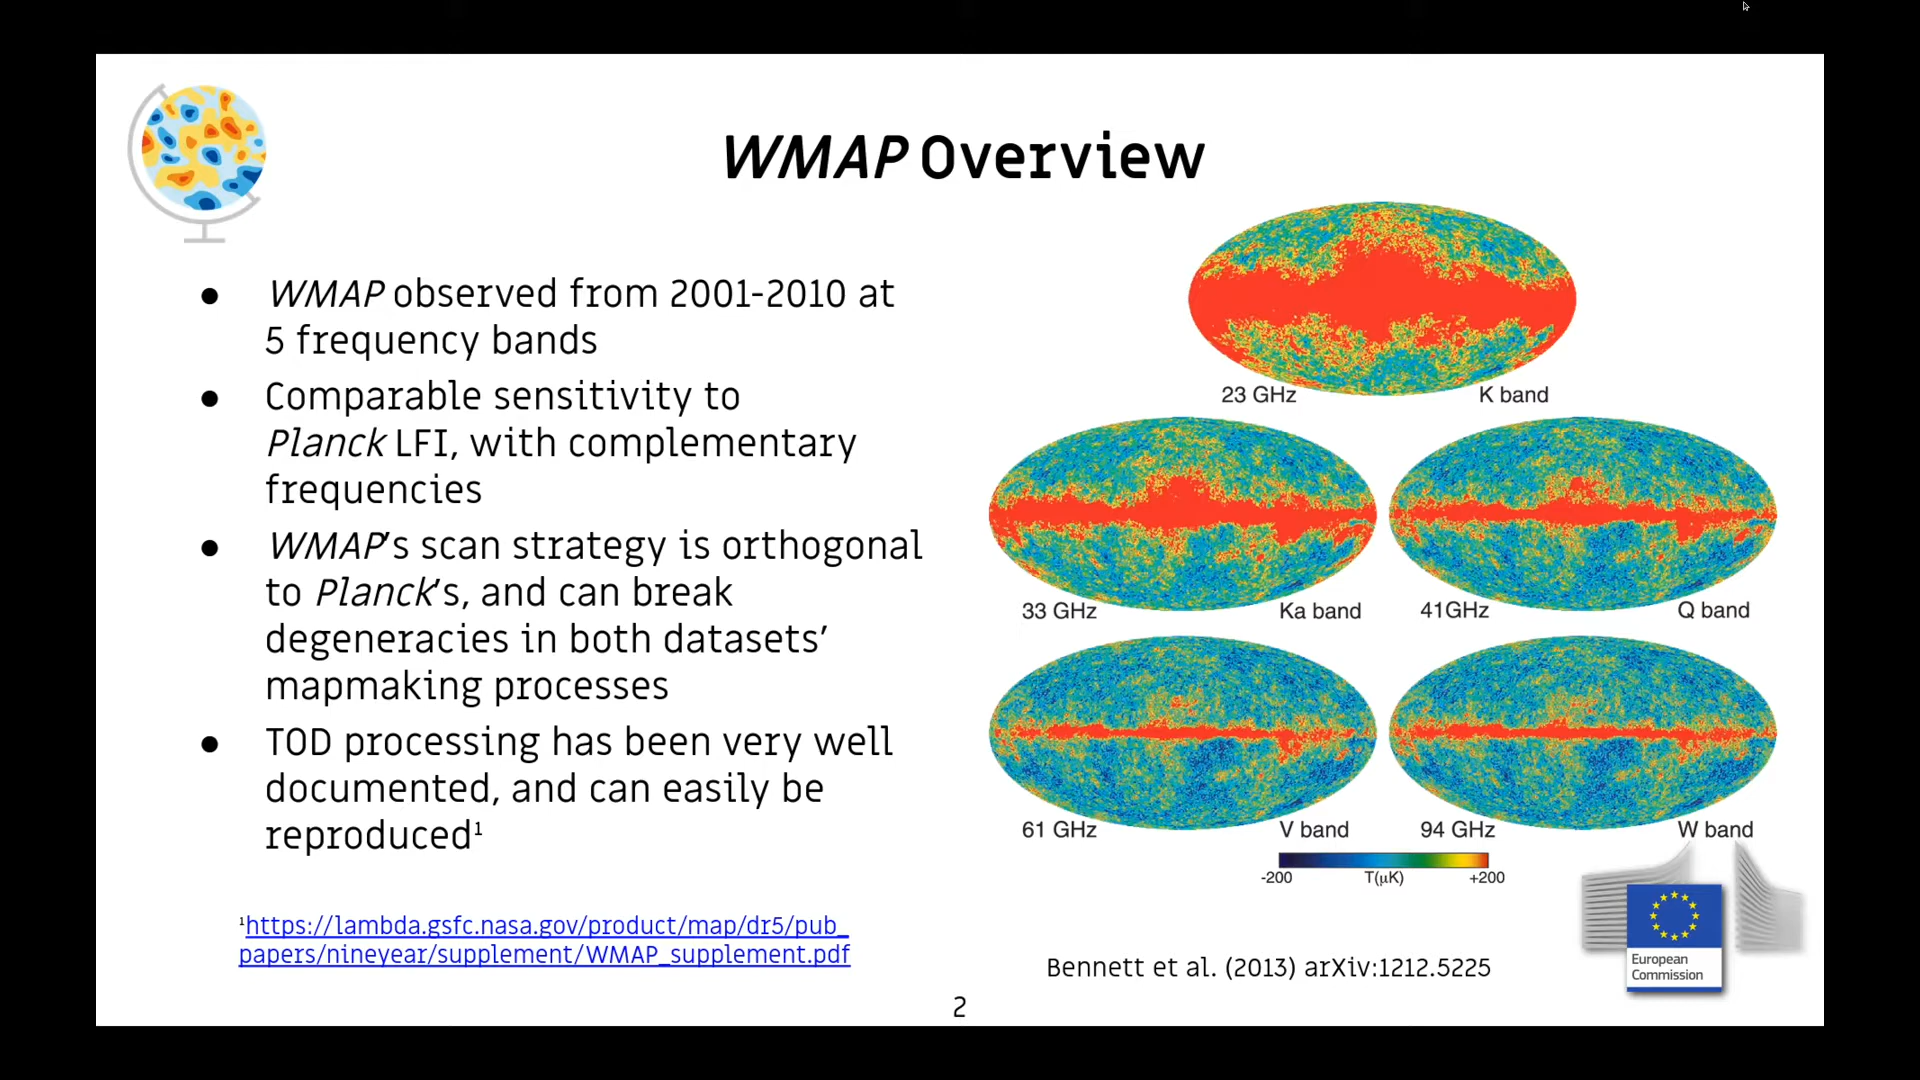 WMAP Overview
● WMAP observed from 2001-2010 at
5 frequency bands
● Comparable sensitivity to
Planck LFI, with complementary
frequencies
● WMAP's scan strategy is orthogonal
to Planck's, and can break
degeneracies in both datasets’
mapmaking processes
● TOD processing has been very well
documented, and can easily be
reproduced¹
¹https://lambda.gsfc.nasa.gov/product/map/dr5/pub_
papers/nineyear/supplement/WMAP_supplement.pdf
23 GHz K band
33 GHz Ka band
41GHz Q band
61 GHz V band
94 GHz W band
-200 T(μK) +200
Bennett et al. (2013) arXiv:1212.5225
European
Commission
2